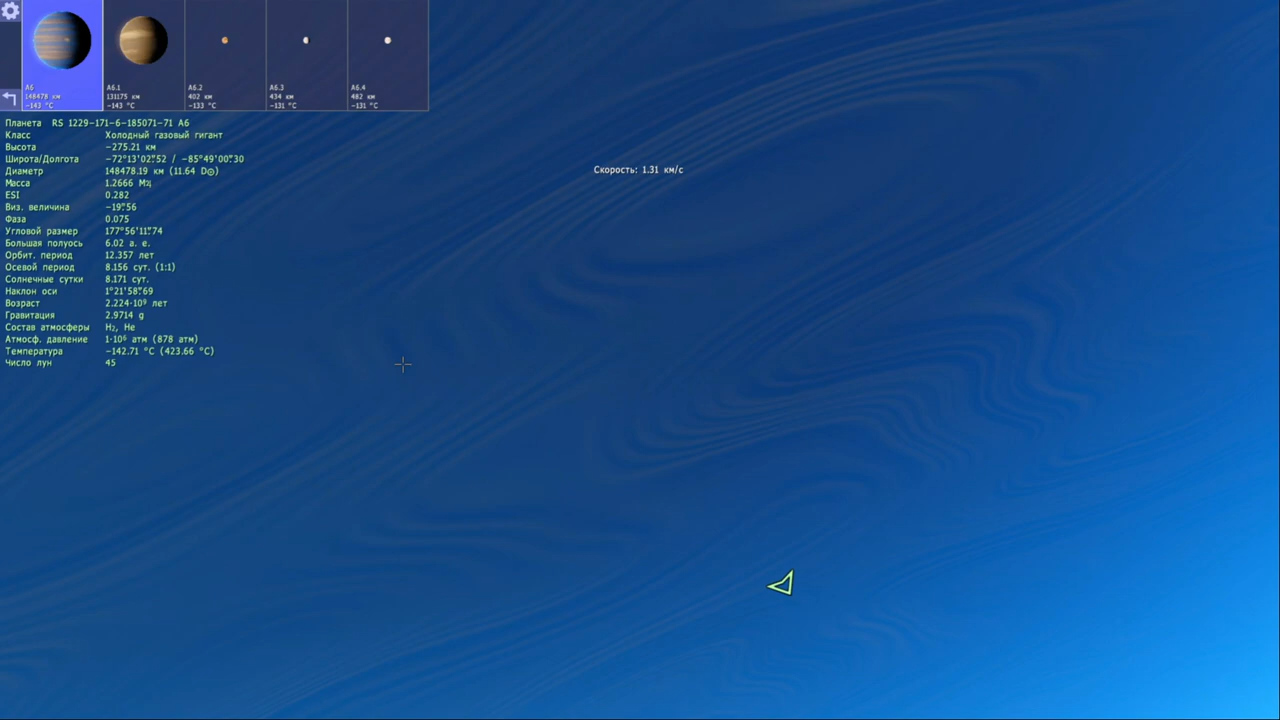 A6
148478 км
−143 °C
A6.1
131175 км
−143 °C
A6.2
402 км
−133 °C
A6.3
434 км
−131 °C
A6.4
482 км
−131 °C
Планета RS 1229-171-6-185071-71 A6
Класс Холодный газовый гигант
Высота −275.21 км
Широта/Долгота −72°13'02".52 / −85°49'00".30
Диаметр 148478.19 км (11.64 D⊕)
Масса 1.2666 M♃
ESI 0.282
Виз. величина −19ᵐ.56
Фаза 0.075
Угловой размер 177°56'11".74
Большая полуось 6.02 а. е.
Орбит. период 12.357 лет
Осевой период 8.156 сут. (1:1)
Солнечные сутки 8.171 сут.
Наклон оси 1°21'58".69
Возраст 2.224·10⁹ лет
Гравитация 2.9714 g
Состав атмосферы H₂, He
Атмосф. давление 1·10⁶ атм (878 атм)
Температура −142.71 °C (423.66 °C)
Число лун 45
Скорость: 1.31 км/с